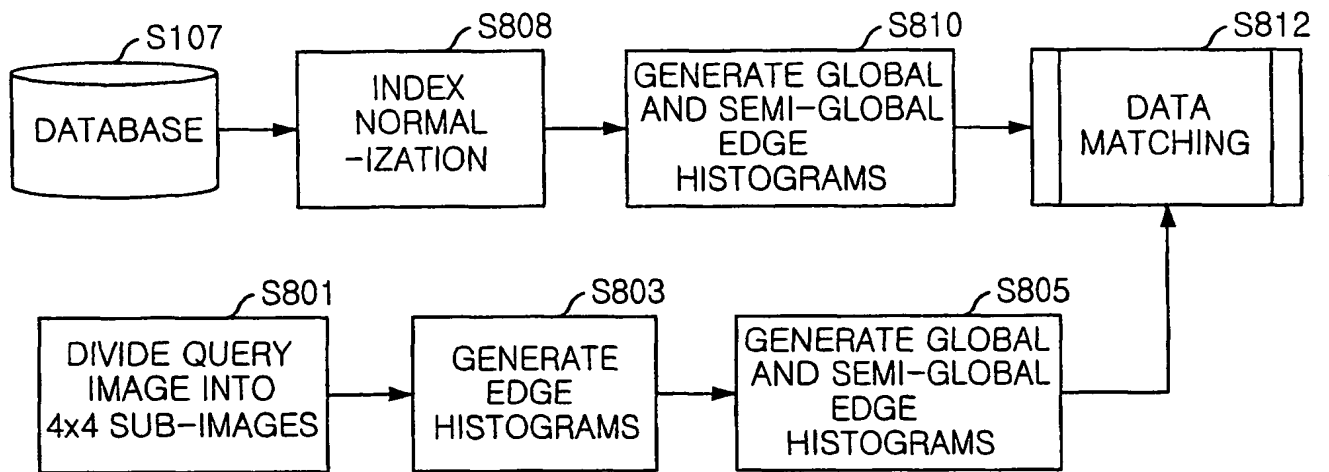 S107
DATABASE
S808
INDEX
NORMAL
-IZATION
S810
GENERATE GLOBAL
AND SEMI-GLOBAL
EDGE
HISTOGRAMS
S812
DATA
MATCHING
S801
DIVIDE QUERY
IMAGE INTO
4x4 SUB-IMAGES
S803
GENERATE
EDGE
HISTOGRAMS
S805
GENERATE GLOBAL
AND SEMI-GLOBAL
EDGE
HISTOGRAMS